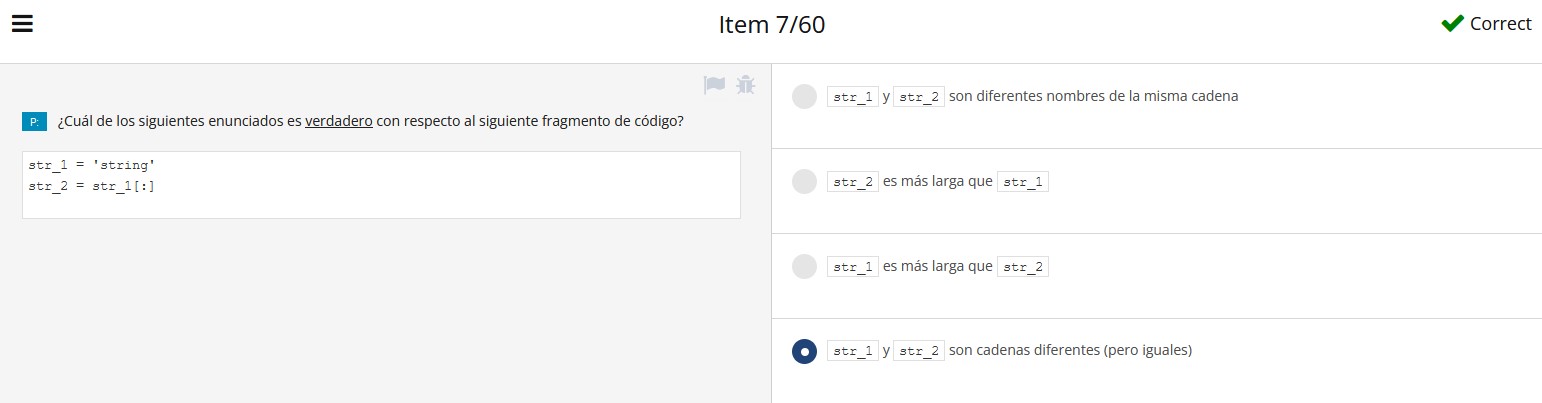 Item 7/60
Correct
P: ¿Cuál de los siguientes enunciados es verdadero con respecto al siguiente fragmento de código?
str_1 = 'string'
str_2 = str_1[:]
str_1 y str_2 son diferentes nombres de la misma cadena
str_2 es más larga que str_1
str_1 es más larga que str_2
str_1 y str_2 son cadenas diferentes (pero iguales)